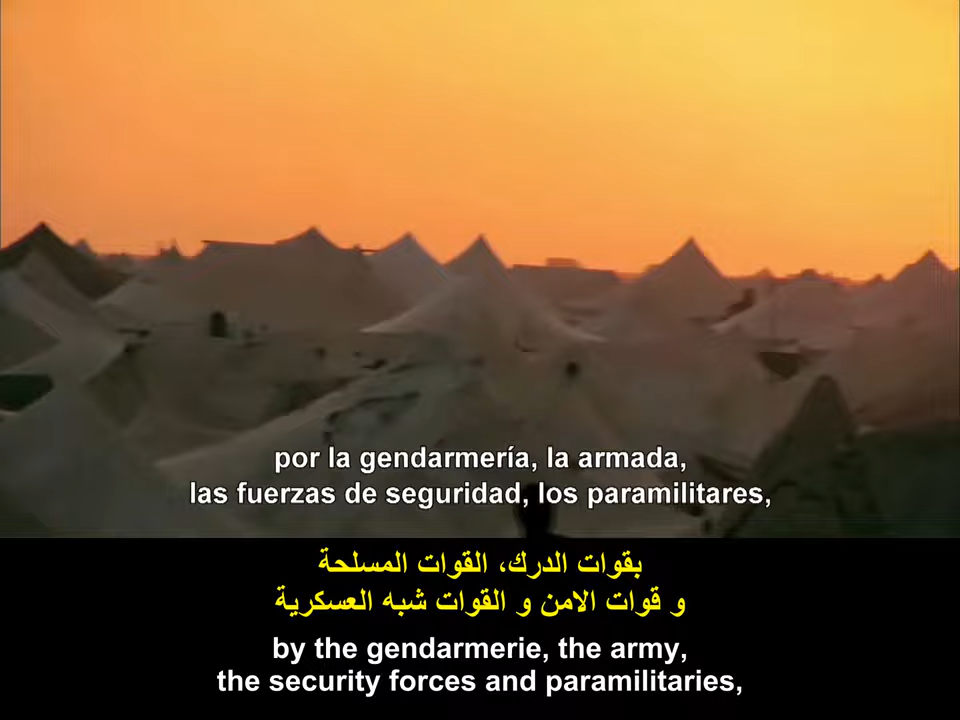 por la gendarmería, la armada,
las fuerzas de seguridad, los paramilitares,
بقوات الدرك، القوات المسلحة
و قوات الامن و القوات شبه العسكرية
by the gendarmerie, the army,
the security forces and paramilitaries,